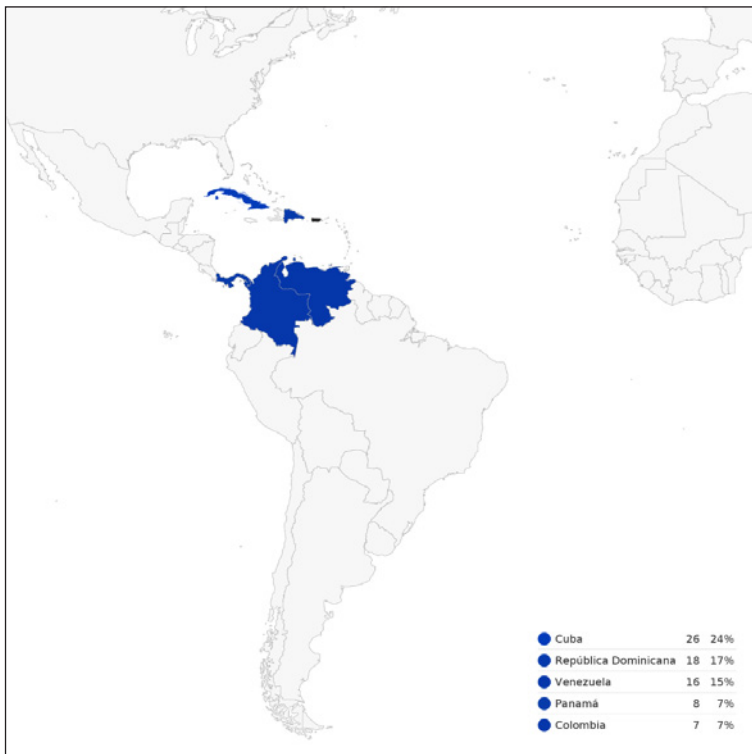 Cuba 26 24%
República Dominicana 18 17%
Venezuela 16 15%
Panamá 8 7%
Colombia 7 7%